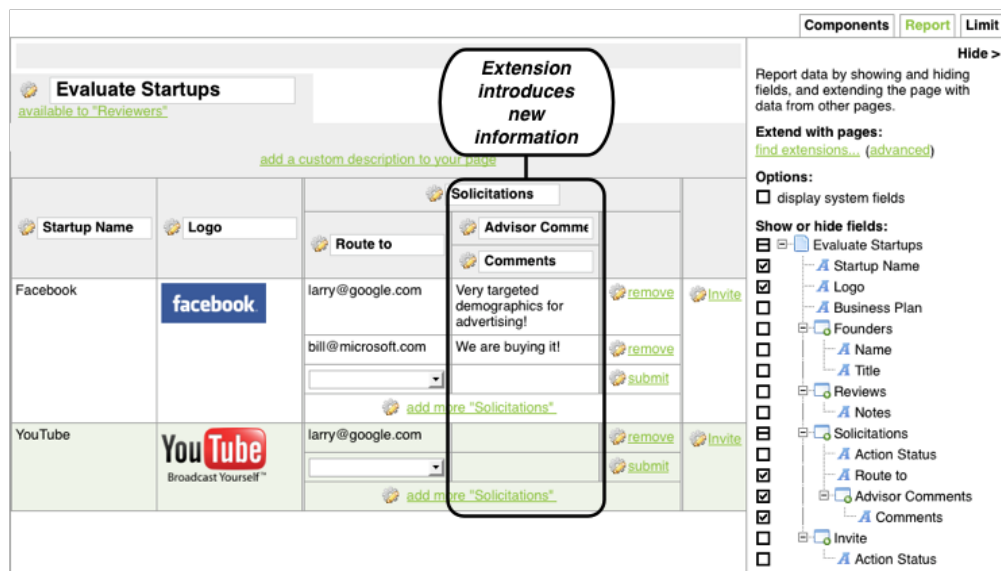 Components Report Limit
Hide >
Extension
introduces
new
information
Evaluate Startups
available to "Reviewers"
add a custom description to your page
Solicitations
Startup Name
Logo
Route to
Advisor Comme
Comments
Facebook
facebook.
larry@google.com
Very targeted
demographics for
advertising!
remove
Invite
bill@microsoft.com
We are buying it!
remove
submit
add more "Solicitations"
YouTube
YouTube
Broadcast Yourself™
larry@google.com
remove
Invite
submit
add more "Solicitations"
Report data by showing and hiding
fields, and extending the page with
data from other pages.
Extend with pages:
find extensions... (advanced)
Options:
display system fields
Show or hide fields:
Evaluate Startups
A Startup Name
A Logo
A Business Plan
Founders
A Name
A Title
Reviews
A Notes
Solicitations
A Action Status
A Route to
Advisor Comments
A Comments
Invite
A Action Status